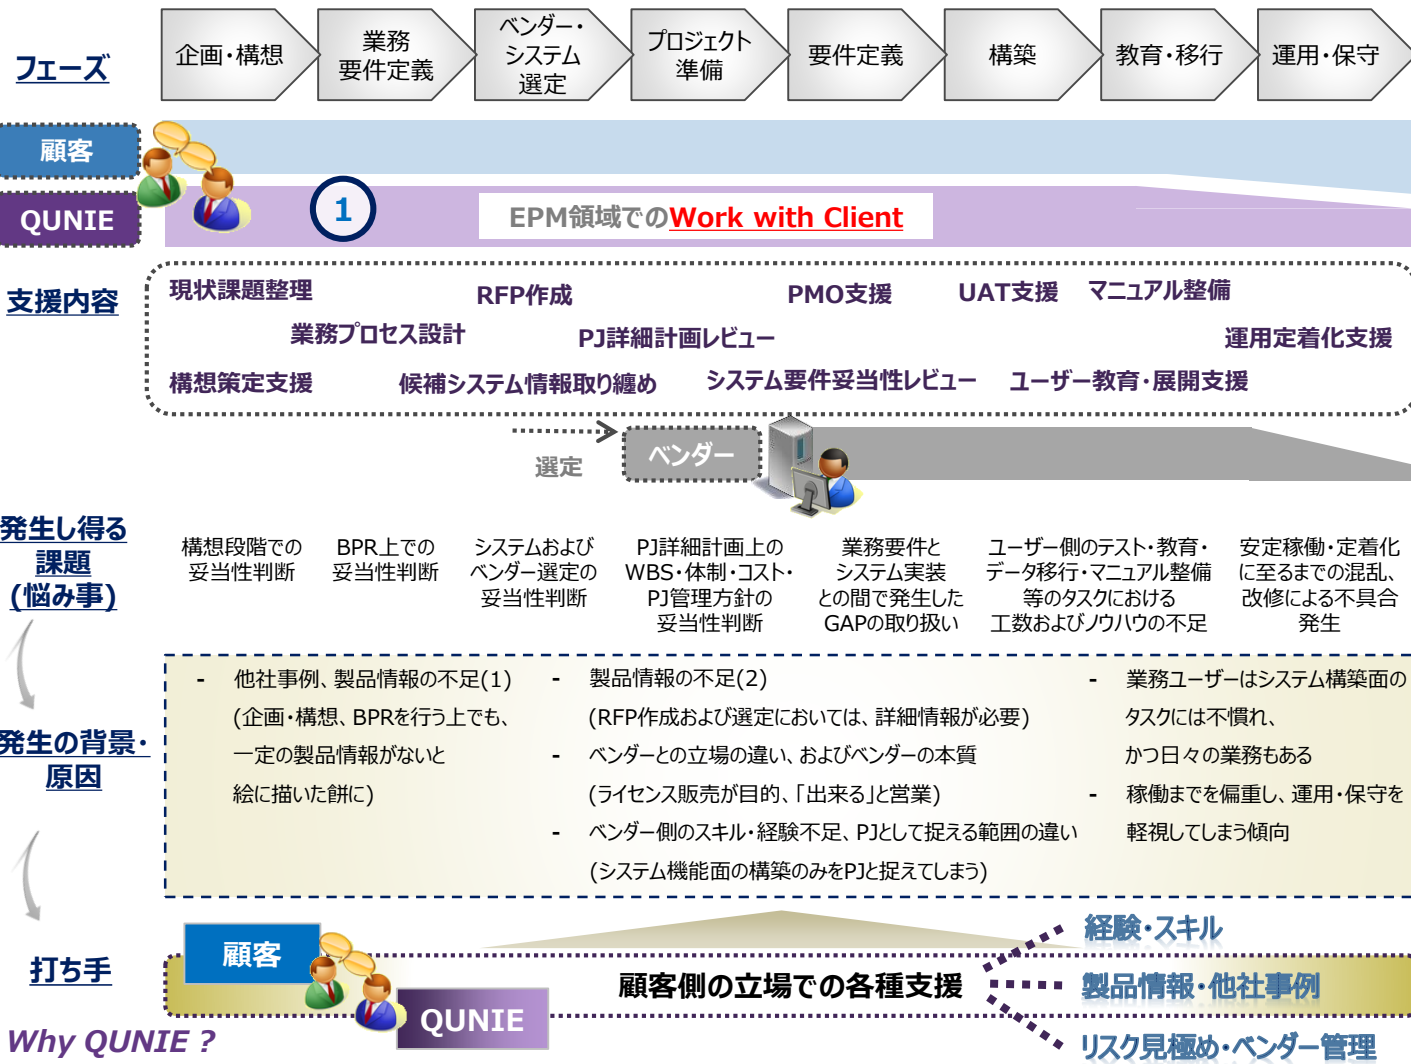 フェーズ
企画・構想
業務
要件定義
ベンダー・
システム
選定
プロジェクト
準備
要件定義
構築
教育・移行
運用・保守
顧客
QUNIE
1
EPM領域でのWork with Client
支援内容
現状課題整理
RFP作成
PMO支援
UAT支援
マニュアル整備
業務プロセス設計
PJ詳細計画レビュー
運用定着化支援
構想策定支援
候補システム情報取り纏め
システム要件妥当性レビュー
ユーザー教育・展開支援
選定
ベンダー
発生し得る
課題
(悩み事)
構想段階での
妥当性判断
BPR上での
妥当性判断
システムおよび
ベンダー選定の
妥当性判断
PJ詳細計画上の
WBS・体制・コスト・
PJ管理方針の
妥当性判断
業務要件と
システム実装
との間で発生した
GAPの取り扱い
ユーザー側のテスト・教育・
データ移行・マニュアル整備
等のタスクにおける
工数およびノウハウの不足
安定稼働・定着化
に至るまでの混乱、
改修による不具合
発生
発生の背景・
原因
- 他社事例、製品情報の不足(1)
(企画・構想、BPRを行う上でも、
一定の製品情報がないと
絵に描いた餅に)
- 製品情報の不足(2)
(RFP作成および選定においては、詳細情報が必要)
- ベンダーとの立場の違い、およびベンダーの本質
(ライセンス販売が目的、「出来る」と営業)
- ベンダー側のスキル・経験不足、PJとして捉える範囲の違い
(システム機能面の構築のみをPJと捉えてしまう)
- 業務ユーザーはシステム構築面の
タスクには不慣れ、
かつ日々の業務もある
- 稼働までを偏重し、運用・保守を
軽視してしまう傾向
打ち手
顧客
QUNIE
顧客側の立場での各種支援
経験・スキル
製品情報・他社事例
リスク見極め・ベンダー管理
Why QUNIE ?